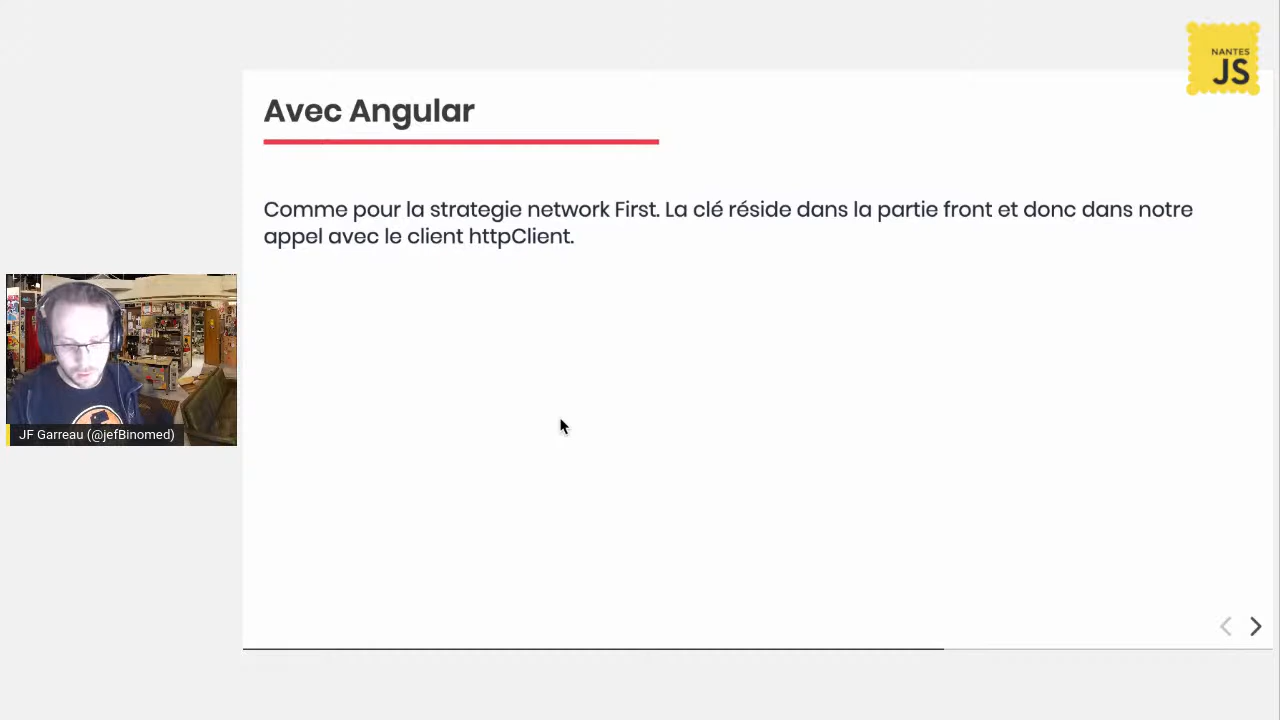 NANTES
JS
Avec Angular
Comme pour la strategie network First. La clé réside dans la partie front et donc dans notre
appel avec le client httpClient.
JF Garreau (@jefBinomed)